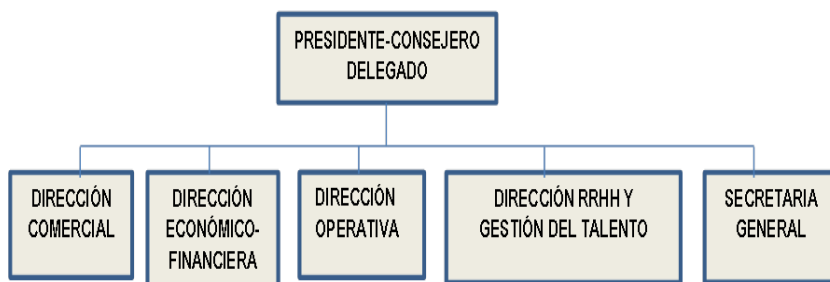 PRESIDENTE-CONSEJERO
DELEGADO
DIRECCIÓN
COMERCIAL
DIRECCIÓN
ECONÓMICO-
FINANCIERA
DIRECCIÓN
OPERATIVA
DIRECCIÓN RRHH Y
GESTIÓN DEL TALENTO
SECRETARIA
GENERAL